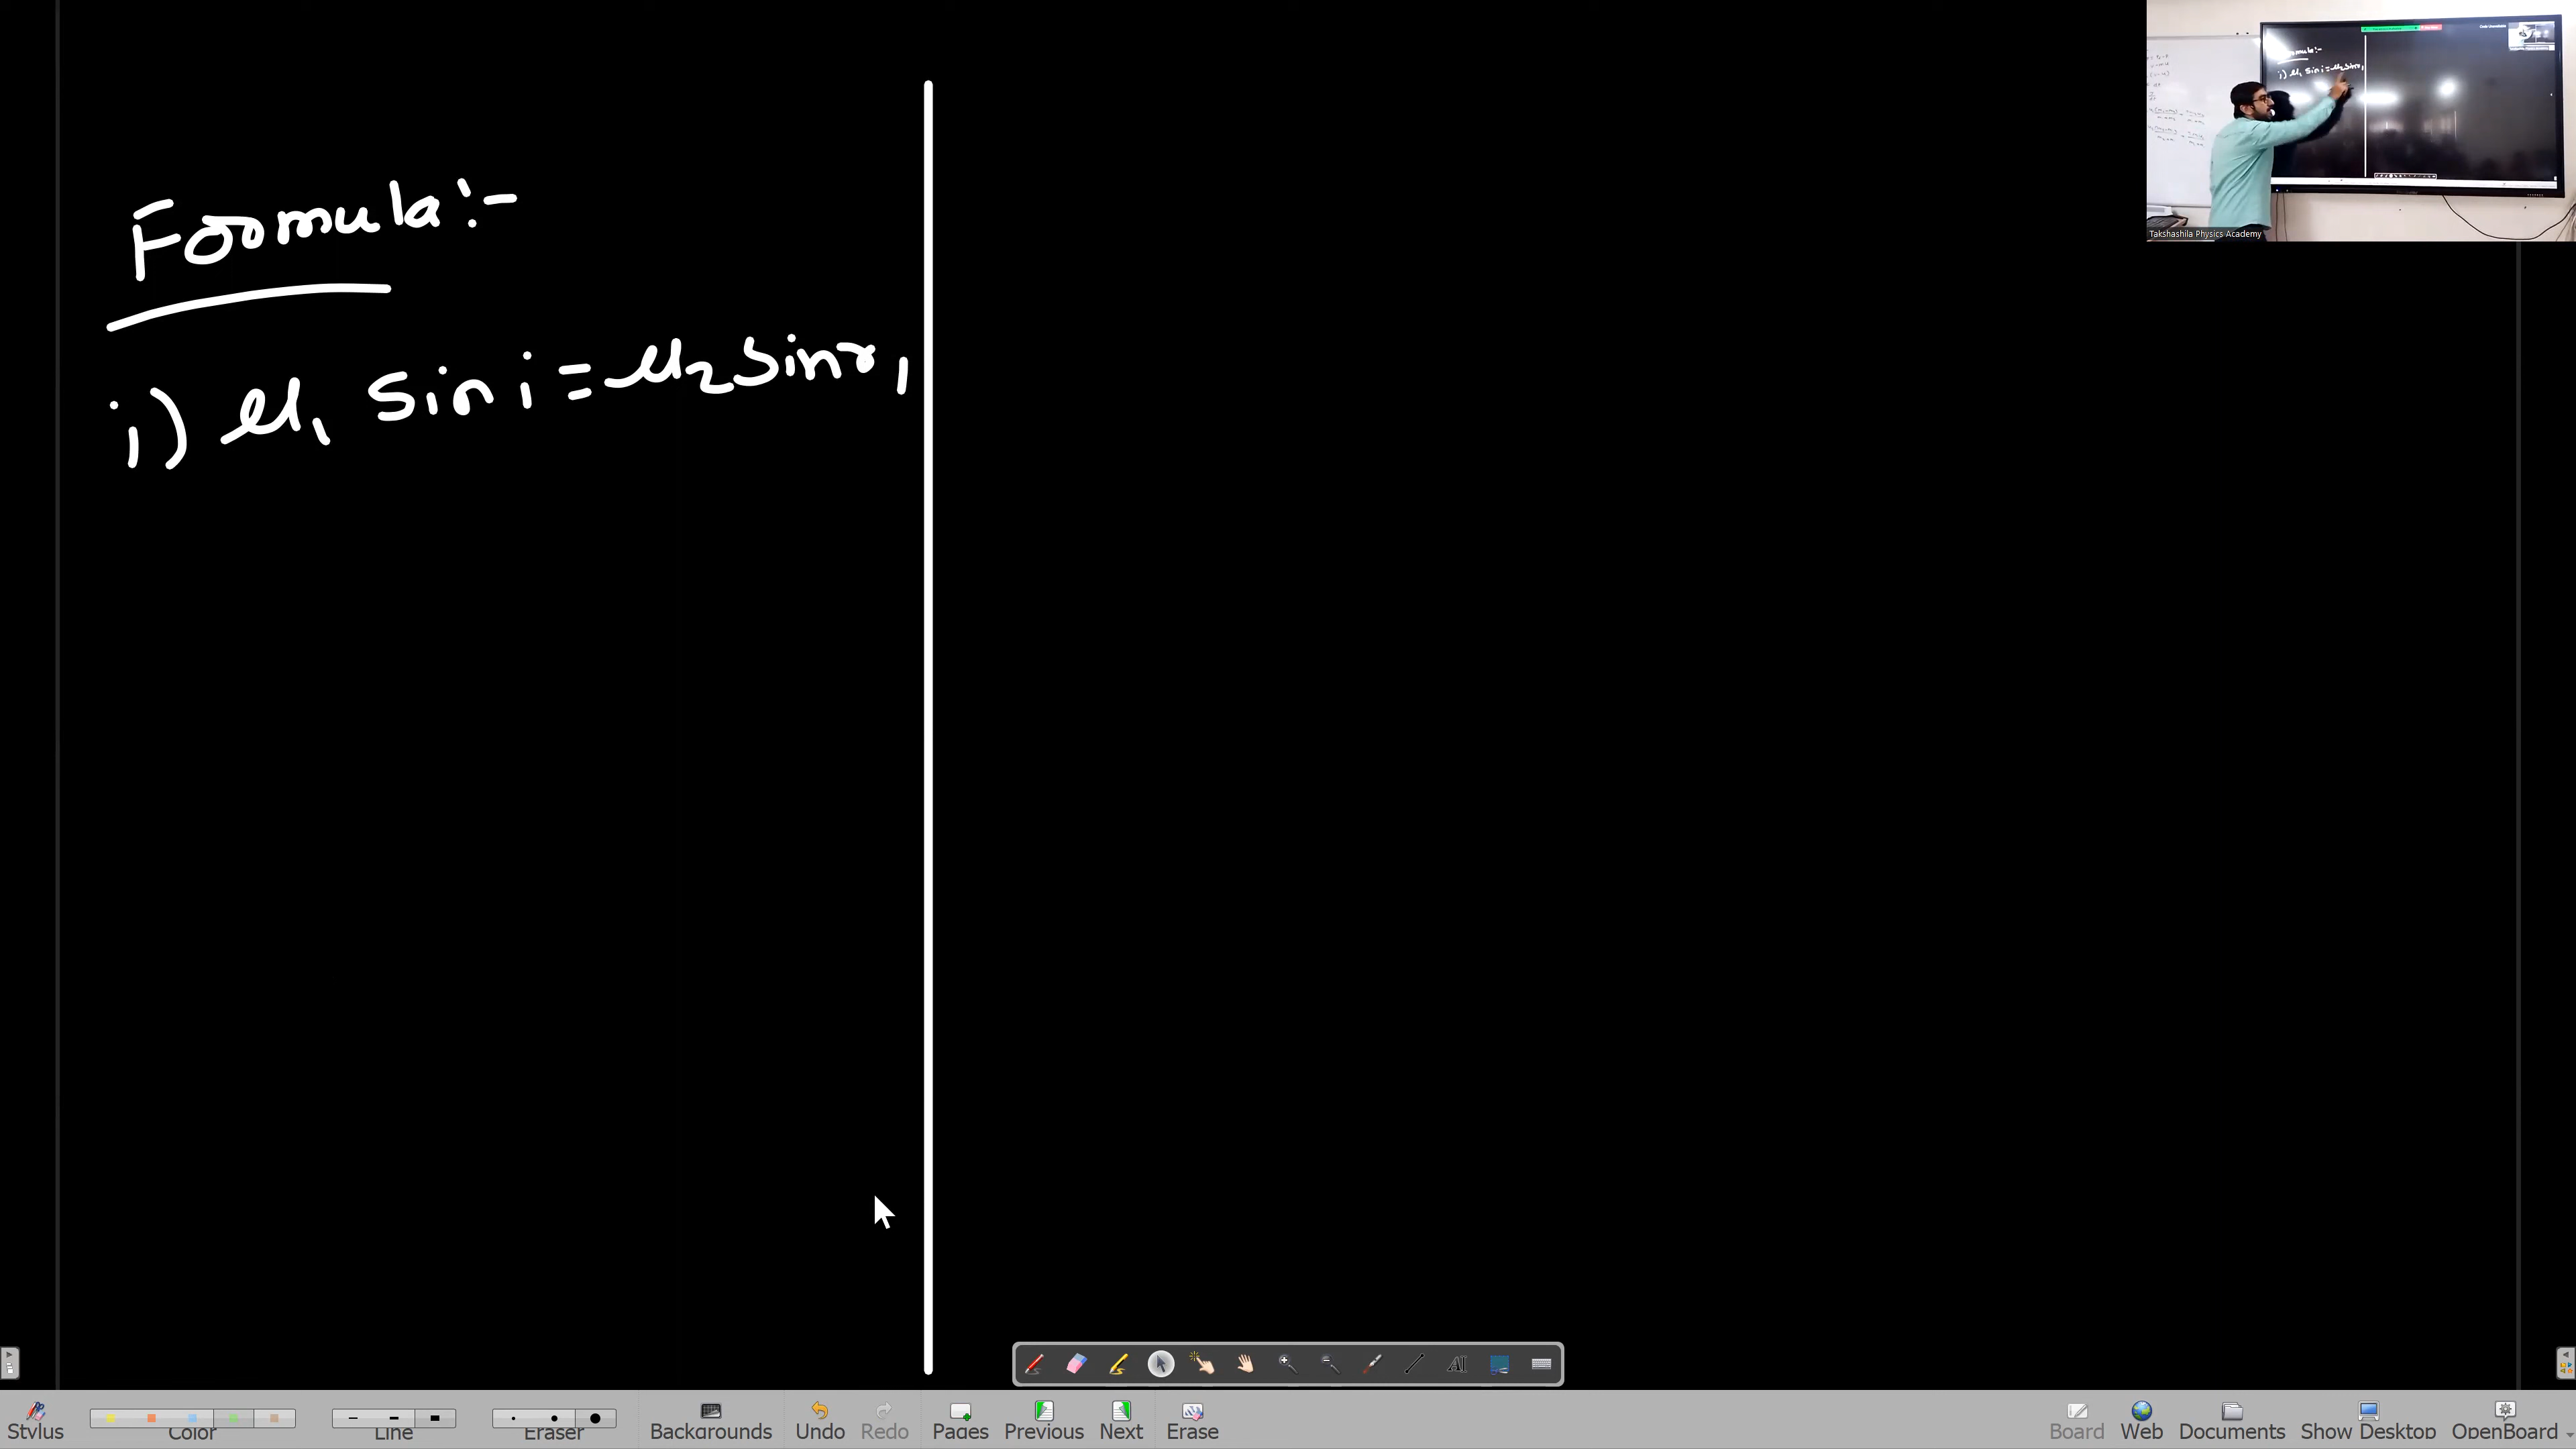 Formula:-
i) μ₁ sin i = μ₂ sin r₁
Takshashila Physics Academy
Stylus
Color
Line
Eraser
Backgrounds
Undo
Redo
Pages
Previous
Next
Erase
Board
Web
Documents
Show Desktop
OpenBoard